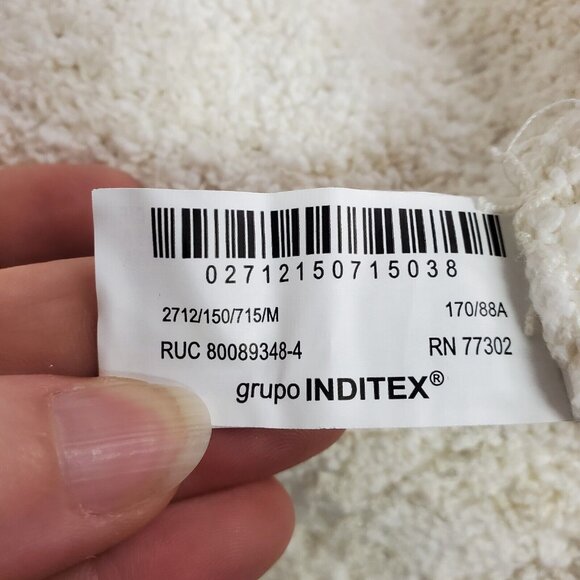 02712150715038
2712/150/715/M 170/88A
RUC 80089348-4 RN 77302
grupo INDITEX®